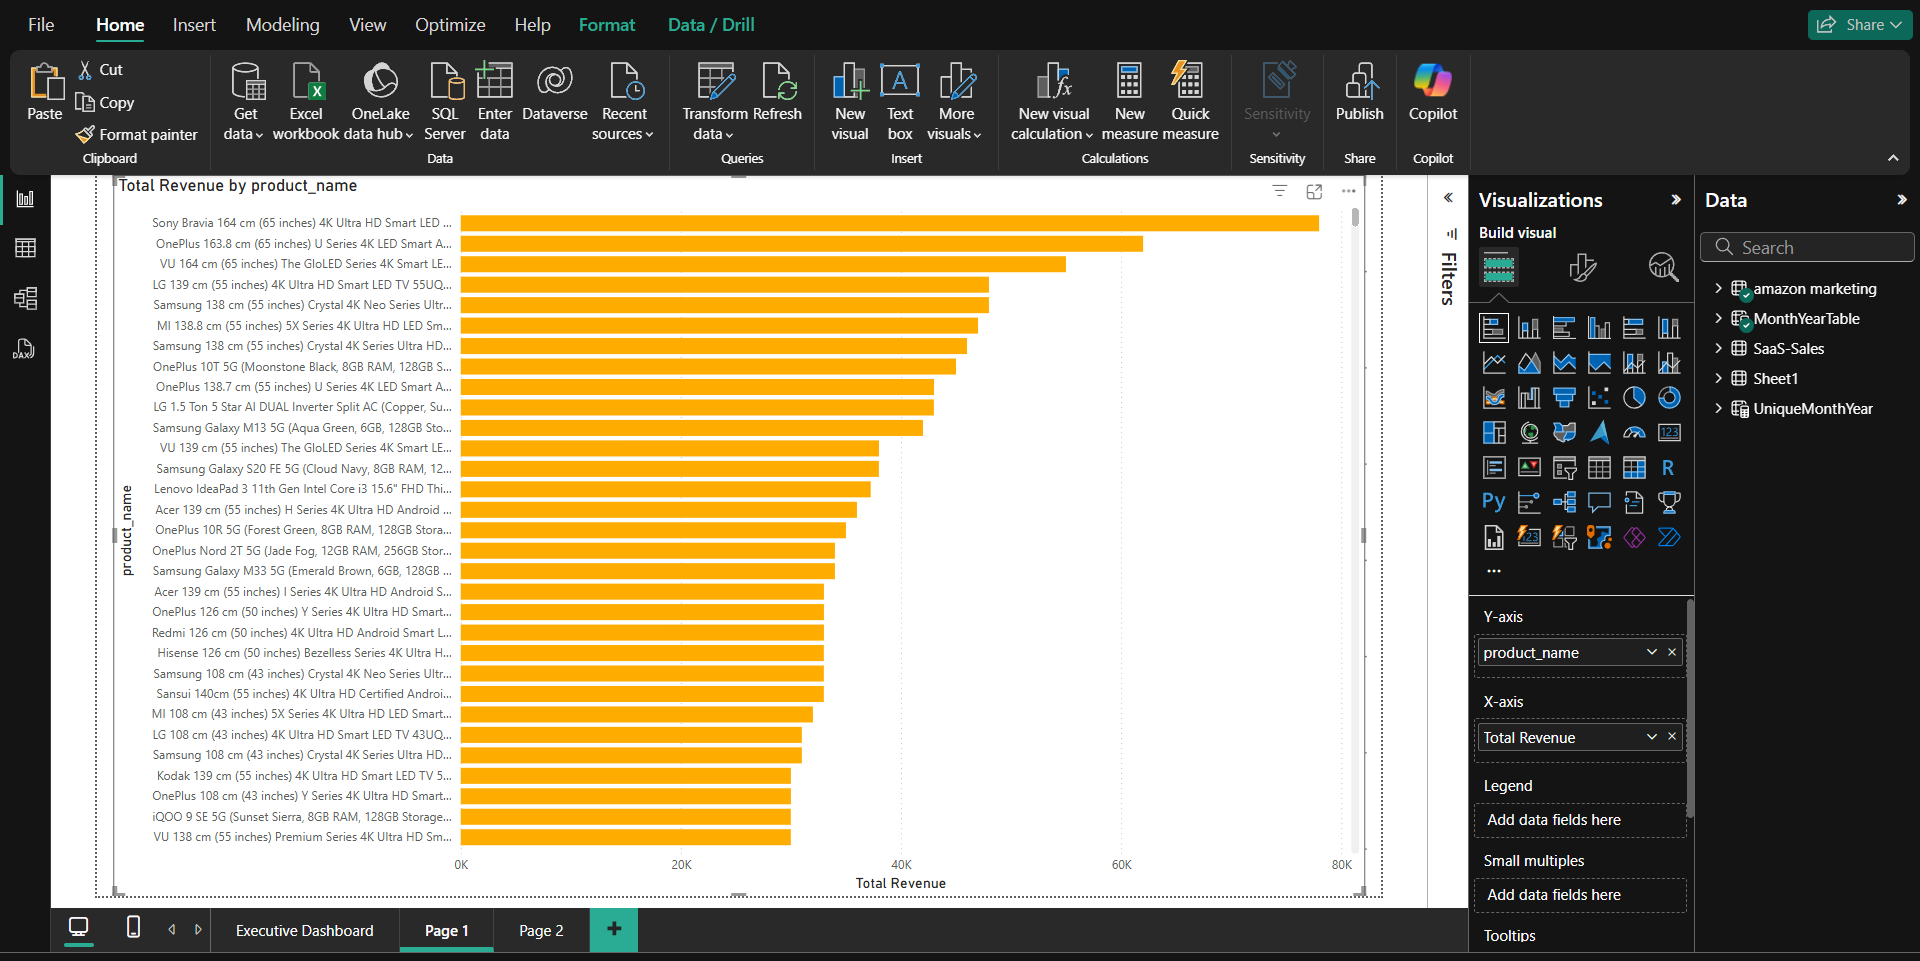 File Home Insert Modeling View Optimize Help Format Data / Drill Share
Paste
Cut
Copy
Format painter
Clipboard
Get data
Excel workbook
OneLake data hub
SQL Server
Enter data
Dataverse
Recent sources
Data
Transform data
Refresh
Queries
New visual
Text box
More visuals
Insert
New visual calculation
New measure
Quick measure
Calculations
Sensitivity
Sensitivity
Publish
Share
Copilot
Copilot
Total Revenue by product_name
product_name
Sony Bravia 164 cm (65 inches) 4K Ultra HD Smart LED ...
OnePlus 163.8 cm (65 inches) U Series 4K LED Smart A...
VU 164 cm (65 inches) The GloLED Series 4K Smart LE...
LG 139 cm (55 inches) 4K Ultra HD Smart LED TV 55UQ...
Samsung 138 cm (55 inches) Crystal 4K Neo Series Ultr...
MI 138.8 cm (55 inches) 5X Series 4K Ultra HD LED Sm...
Samsung 138 cm (55 inches) Crystal 4K Series Ultra HD...
OnePlus 10T 5G (Moonstone Black, 8GB RAM, 128GB S...
OnePlus 138.7 cm (55 inches) U Series 4K LED Smart A...
LG 1.5 Ton 5 Star AI DUAL Inverter Split AC (Copper, Su...
Samsung Galaxy M13 5G (Aqua Green, 6GB, 128GB Sto...
VU 139 cm (55 inches) The GloLED Series 4K Smart LE...
Samsung Galaxy S20 FE 5G (Cloud Navy, 8GB RAM, 12...
Lenovo IdeaPad 3 11th Gen Intel Core i3 15.6" FHD Thi...
Acer 139 cm (55 inches) H Series 4K Ultra HD Android ...
OnePlus 10R 5G (Forest Green, 8GB RAM, 128GB Stora...
OnePlus Nord 2T 5G (Jade Fog, 12GB RAM, 256GB Stor...
Samsung Galaxy M33 5G (Emerald Brown, 6GB, 128GB ...
Acer 139 cm (55 inches) I Series 4K Ultra HD Android S...
OnePlus 126 cm (50 inches) Y Series 4K Ultra HD Smart...
Redmi 126 cm (50 inches) 4K Ultra HD Android Smart L...
Hisense 126 cm (50 inches) Bezelless Series 4K Ultra H...
Samsung 108 cm (43 inches) Crystal 4K Neo Series Ultr...
Sansui 140cm (55 inches) 4K Ultra HD Certified Androi...
MI 108 cm (43 inches) 5X Series 4K Ultra HD LED Smart...
LG 108 cm (43 inches) 4K Ultra HD Smart LED TV 43UQ...
Samsung 108 cm (43 inches) Crystal 4K Series Ultra HD...
Kodak 139 cm (55 inches) 4K Ultra HD Smart LED TV 5...
OnePlus 108 cm (43 inches) Y Series 4K Ultra HD Smart...
iQOO 9 SE 5G (Sunset Sierra, 8GB RAM, 128GB Storage...
VU 138 cm (55 inches) Premium Series 4K Ultra HD Sm...
0K 20K 40K 60K 80K
Total Revenue
Filters
Visualizations
Build visual
123
R
Py
123
Y-axis
product_name
X-axis
Total Revenue
Legend
Add data fields here
Small multiples
Add data fields here
Tooltips
Data
Search
amazon marketing
MonthYearTable
SaaS-Sales
Sheet1
UniqueMonthYear
DAX
Executive Dashboard Page 1 Page 2